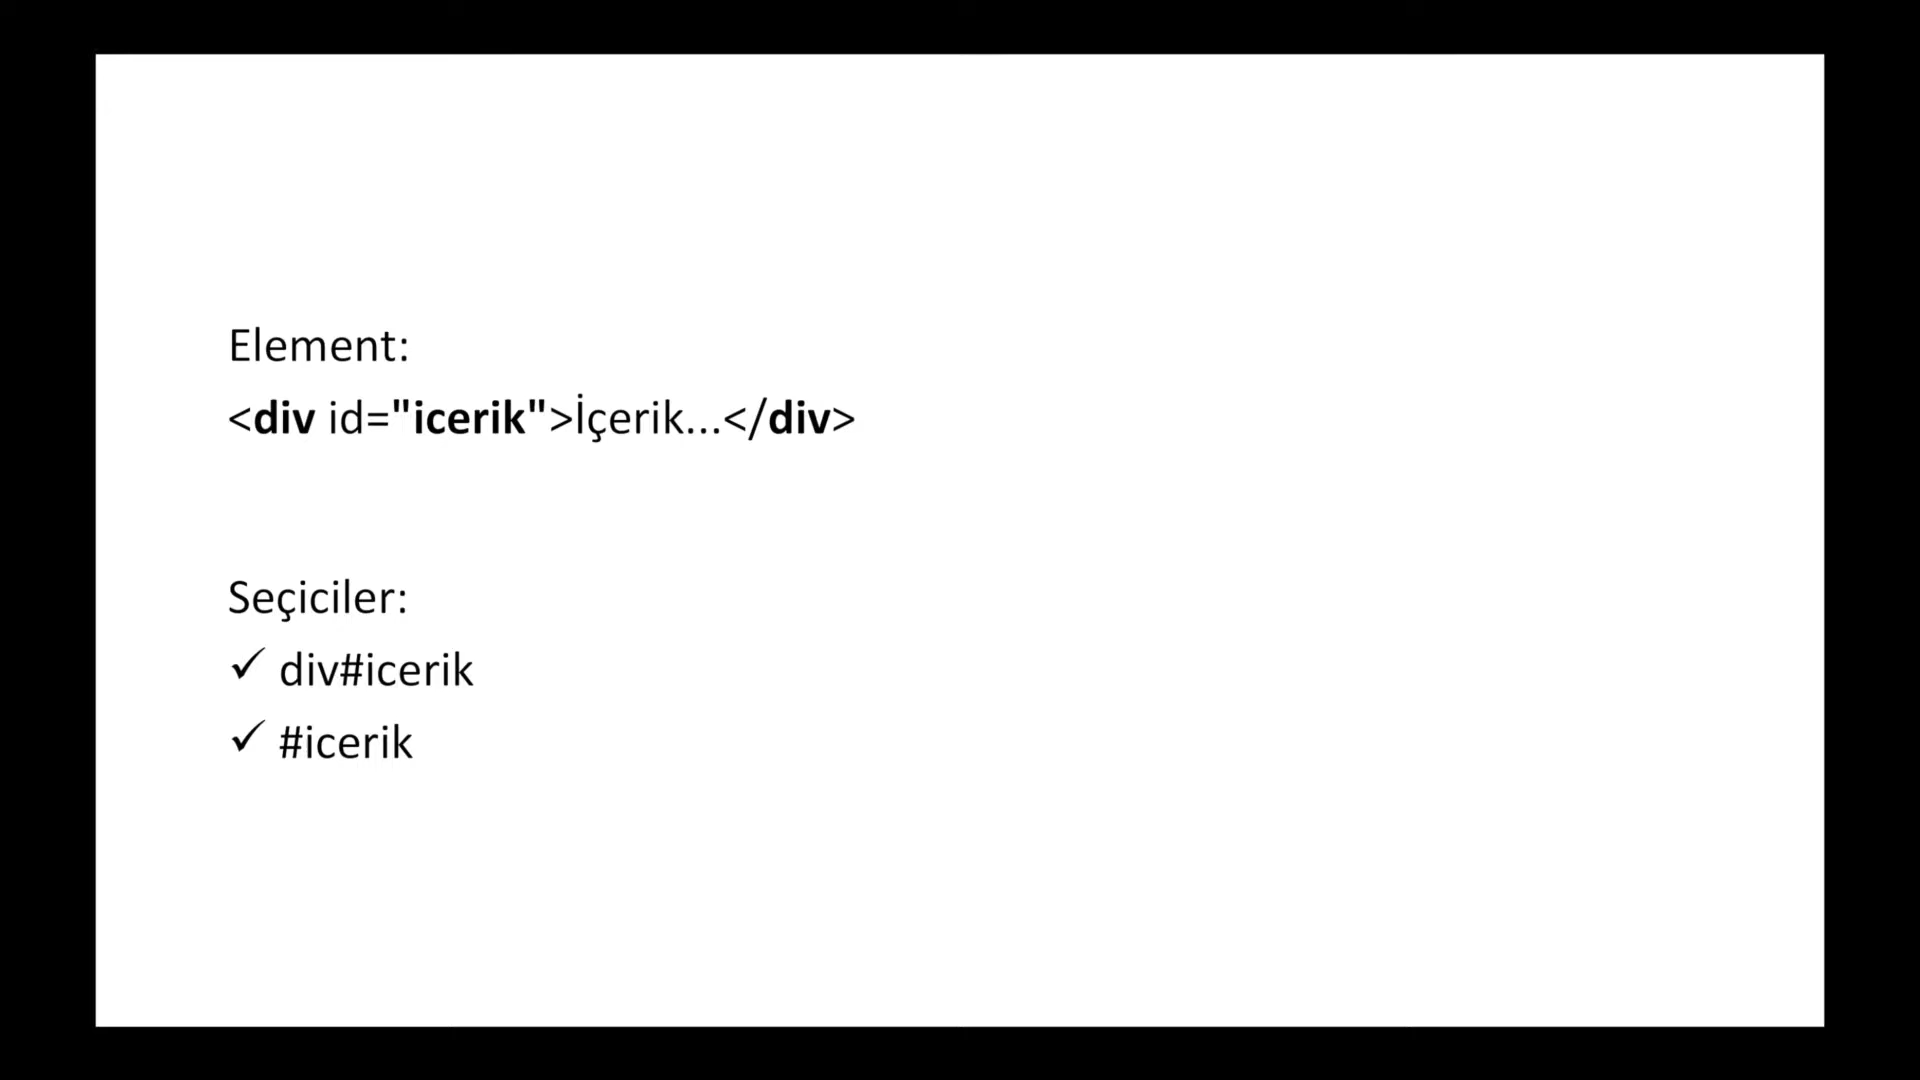 Element:
<div id="icerik">İçerik...</div>
Seçiciler:
✓ div#icerik
✓ #icerik